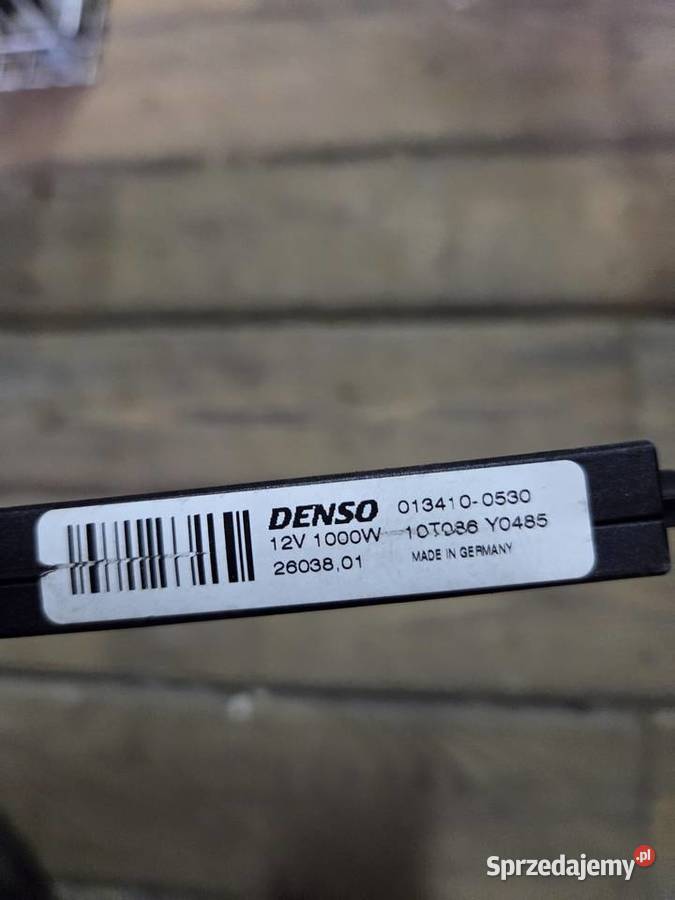 DENSO 013410-0530
12V 1000W 10T086 Y0485
26038,01 MADE IN GERMANY
Sprzedajemy.pl